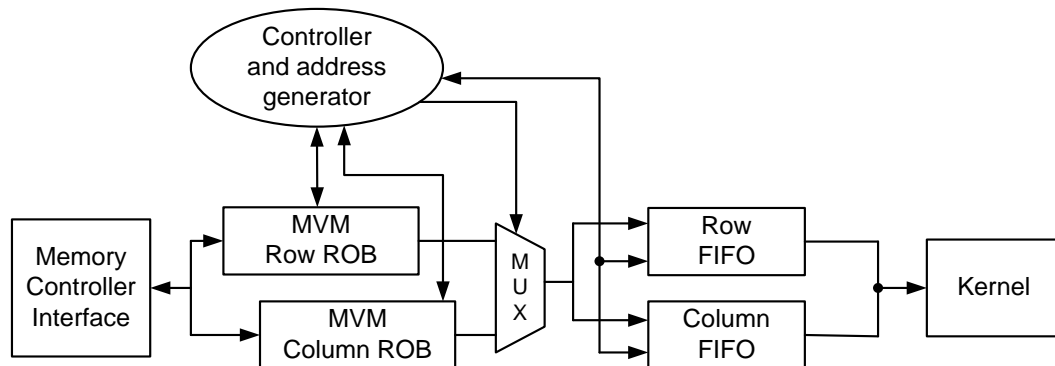 Controller
and address
generator
MVM
Row ROB
Row
FIFO
Memory
Controller
Interface
M
U
X
Kernel
MVM
Column ROB
Column
FIFO